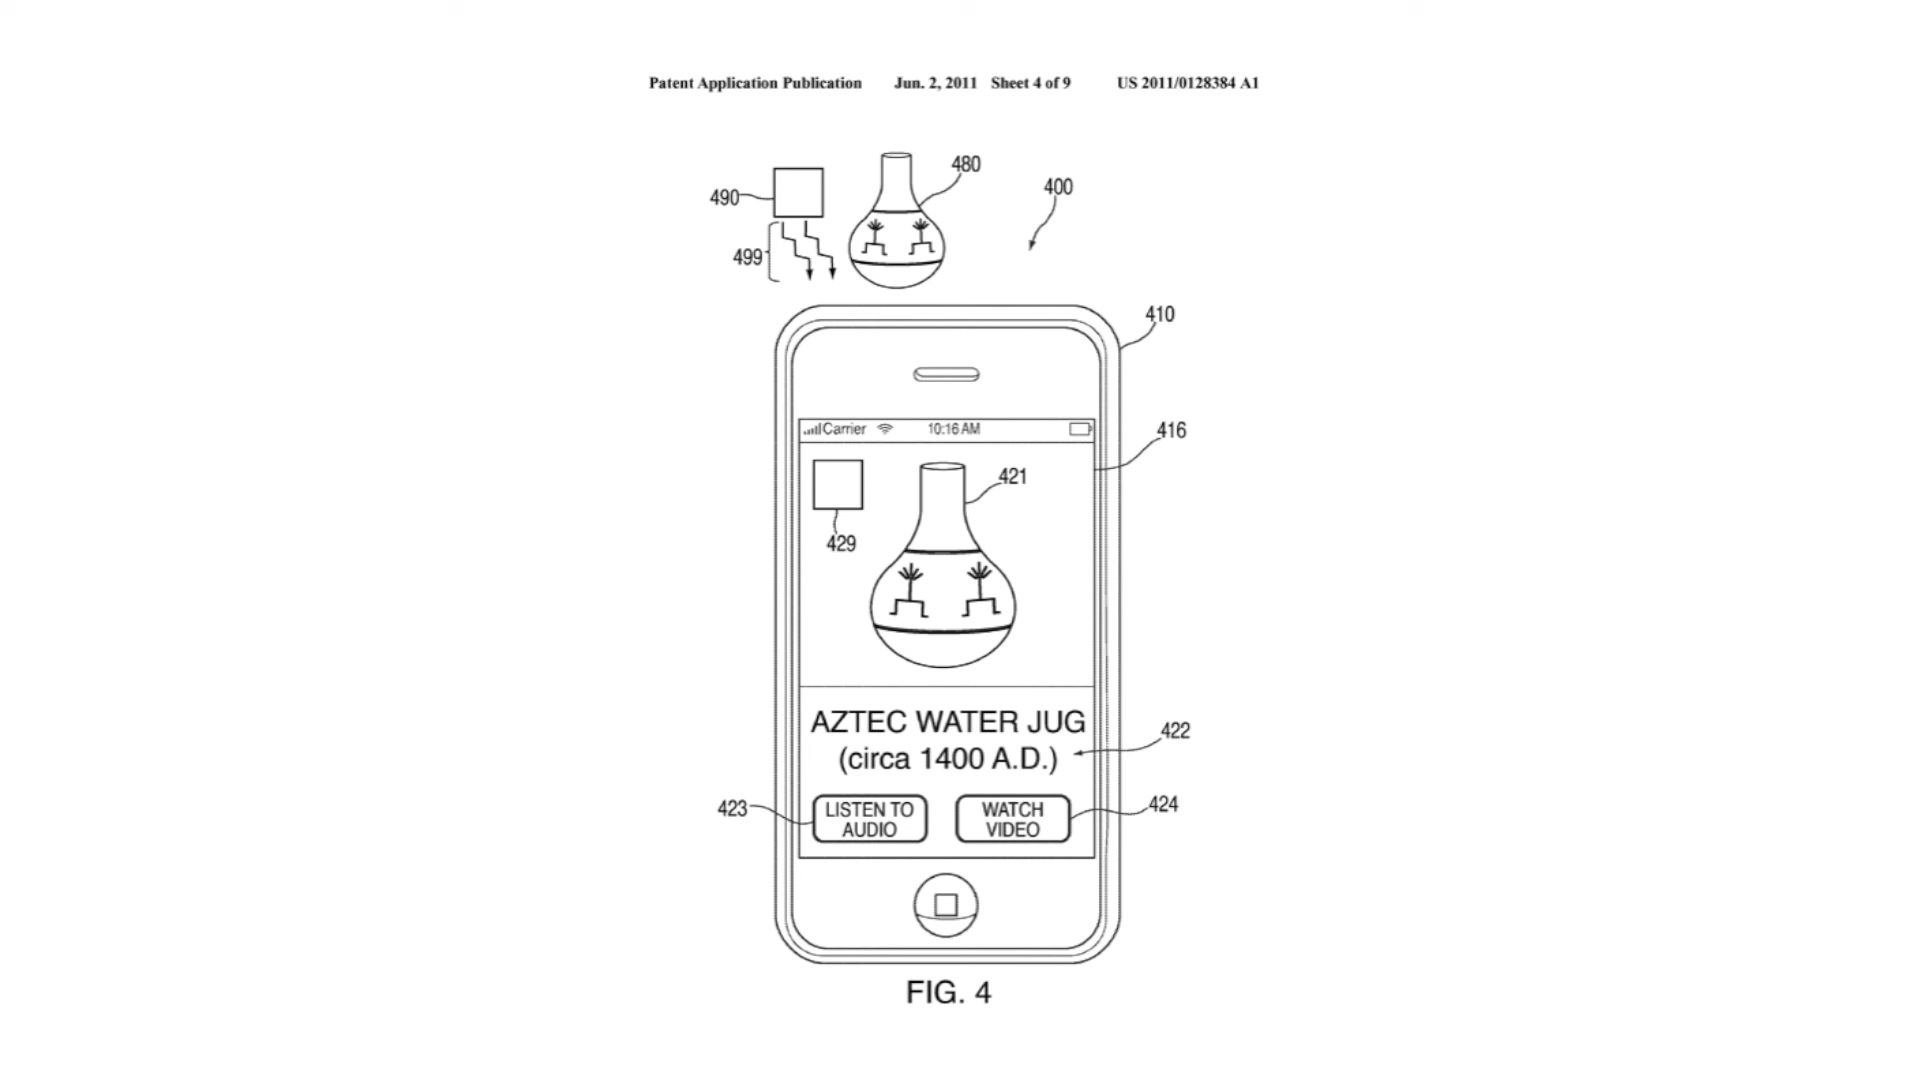 Patent Application Publication Jun. 2, 2011 Sheet 4 of 9 US 2011/0128384 A1
480
400
490
499
410
Carrier 10:16 AM
416
421
429
AZTEC WATER JUG
(circa 1400 A.D.)
422
423
LISTEN TO
AUDIO
WATCH
VIDEO
424
FIG. 4